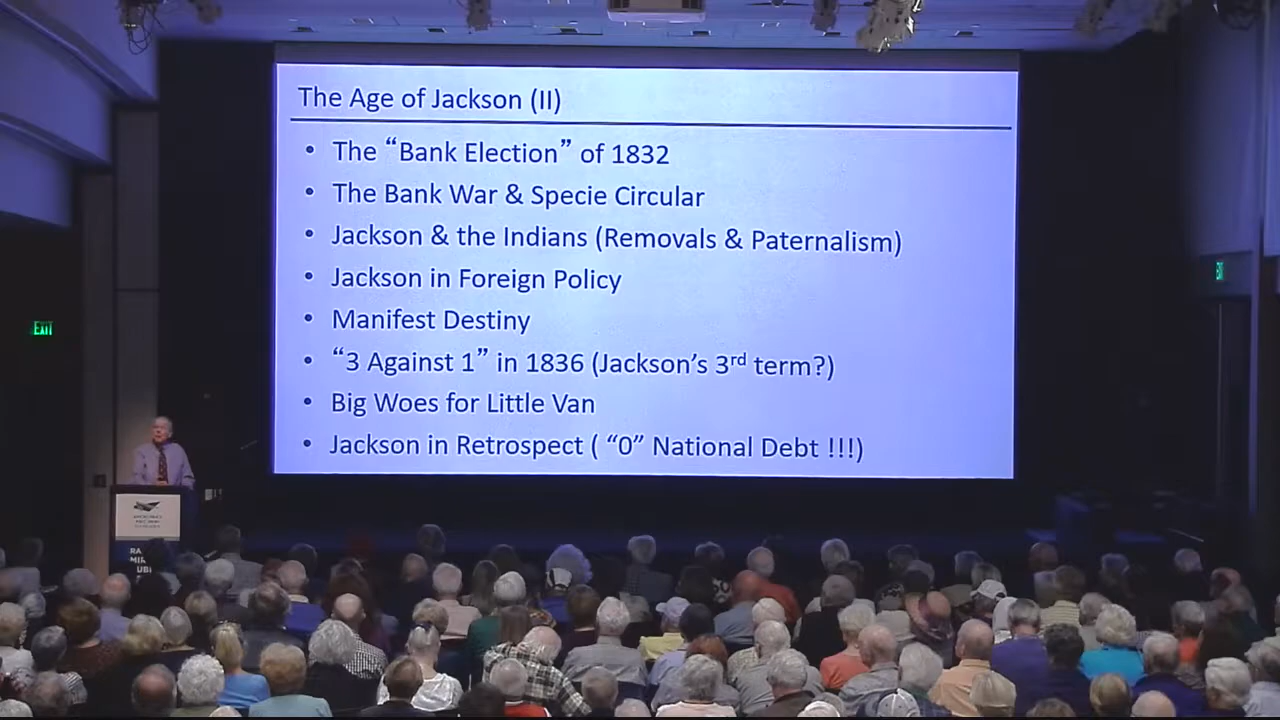 The Age of Jackson (II)
• The “Bank Election” of 1832
• The Bank War & Specie Circular
• Jackson & the Indians (Removals & Paternalism)
• Jackson in Foreign Policy
• Manifest Destiny
• “3 Against 1” in 1836 (Jackson’s 3rd term?)
• Big Woes for Little Van
• Jackson in Retrospect ( “0” National Debt !!!)
EXIT